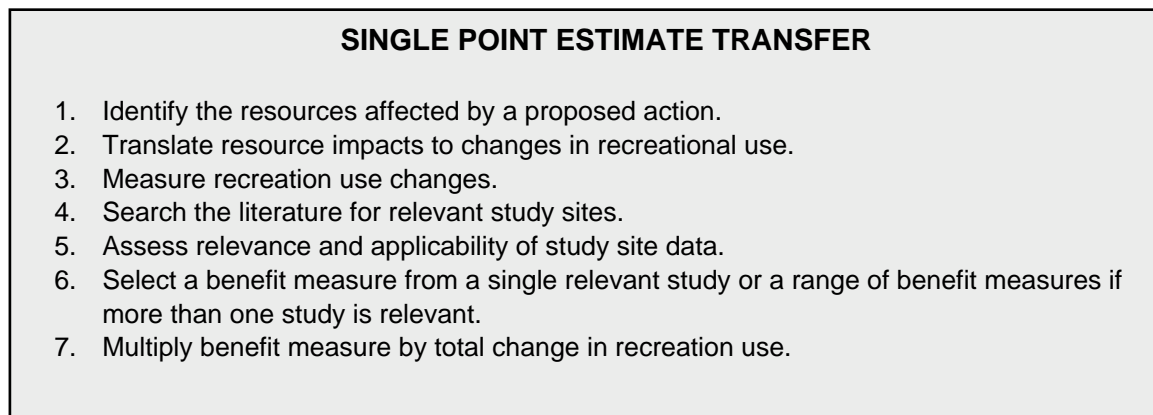 SINGLE POINT ESTIMATE TRANSFER
1. Identify the resources affected by a proposed action.
2. Translate resource impacts to changes in recreational use.
3. Measure recreation use changes.
4. Search the literature for relevant study sites.
5. Assess relevance and applicability of study site data.
6. Select a benefit measure from a single relevant study or a range of benefit measures if
more than one study is relevant.
7. Multiply benefit measure by total change in recreation use.